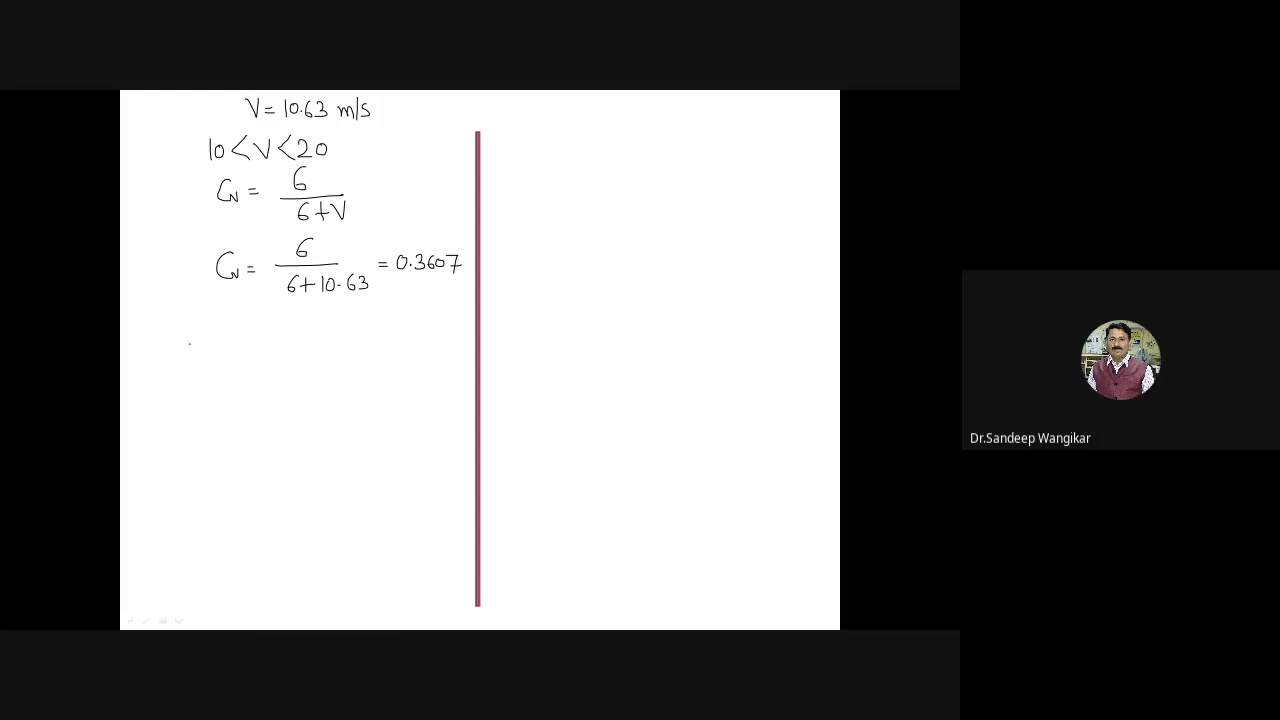 V = 10.63 m/s
10 < V < 20
Cv = 6 / 6+V
Cv = 6 / 6+10.63 = 0.3607
Dr.Sandeep Wangikar